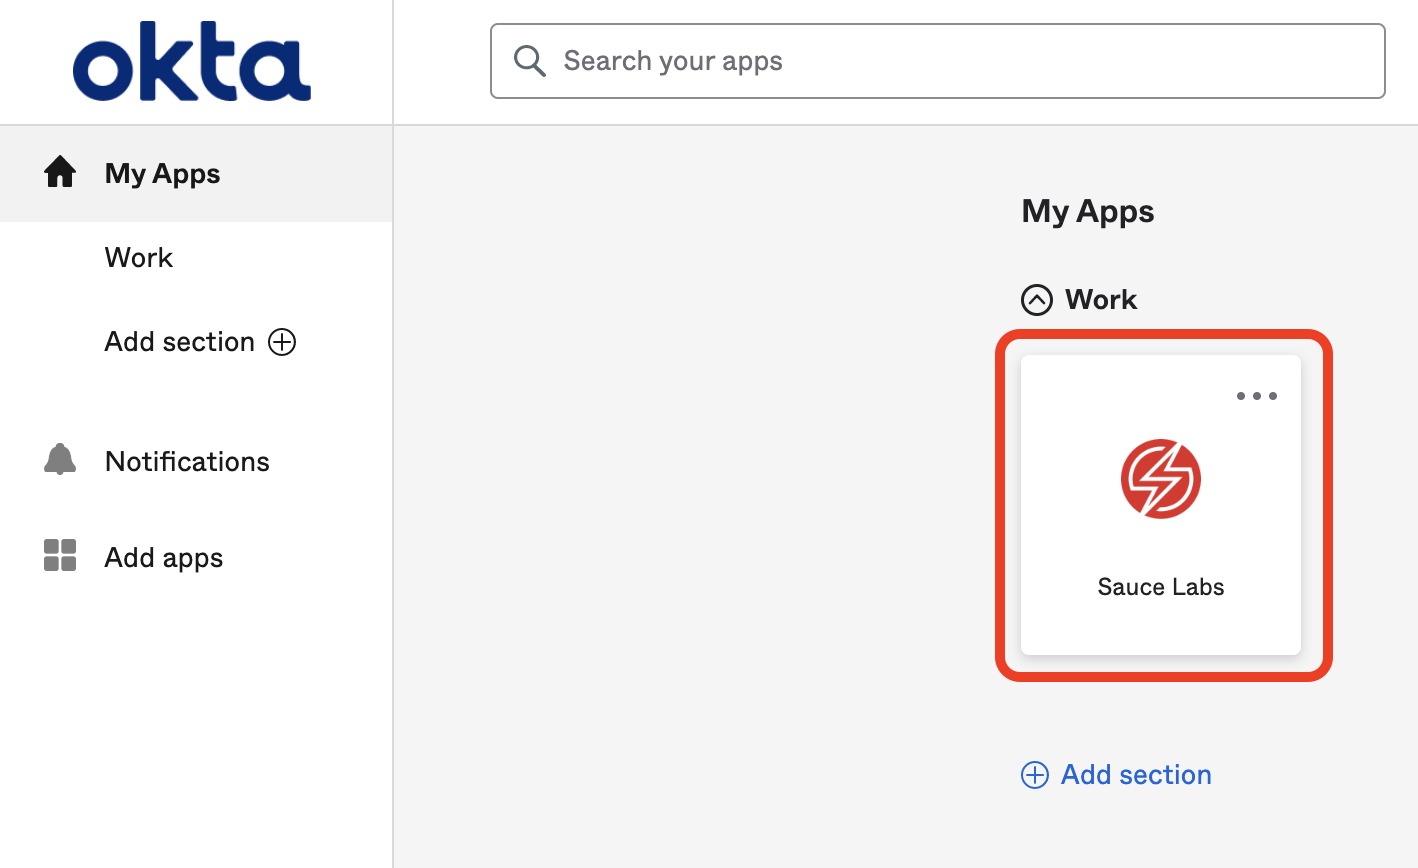 okta
Search your apps
My Apps
Work
Add section
Notifications
Add apps
My Apps
Work
Sauce Labs
Add section